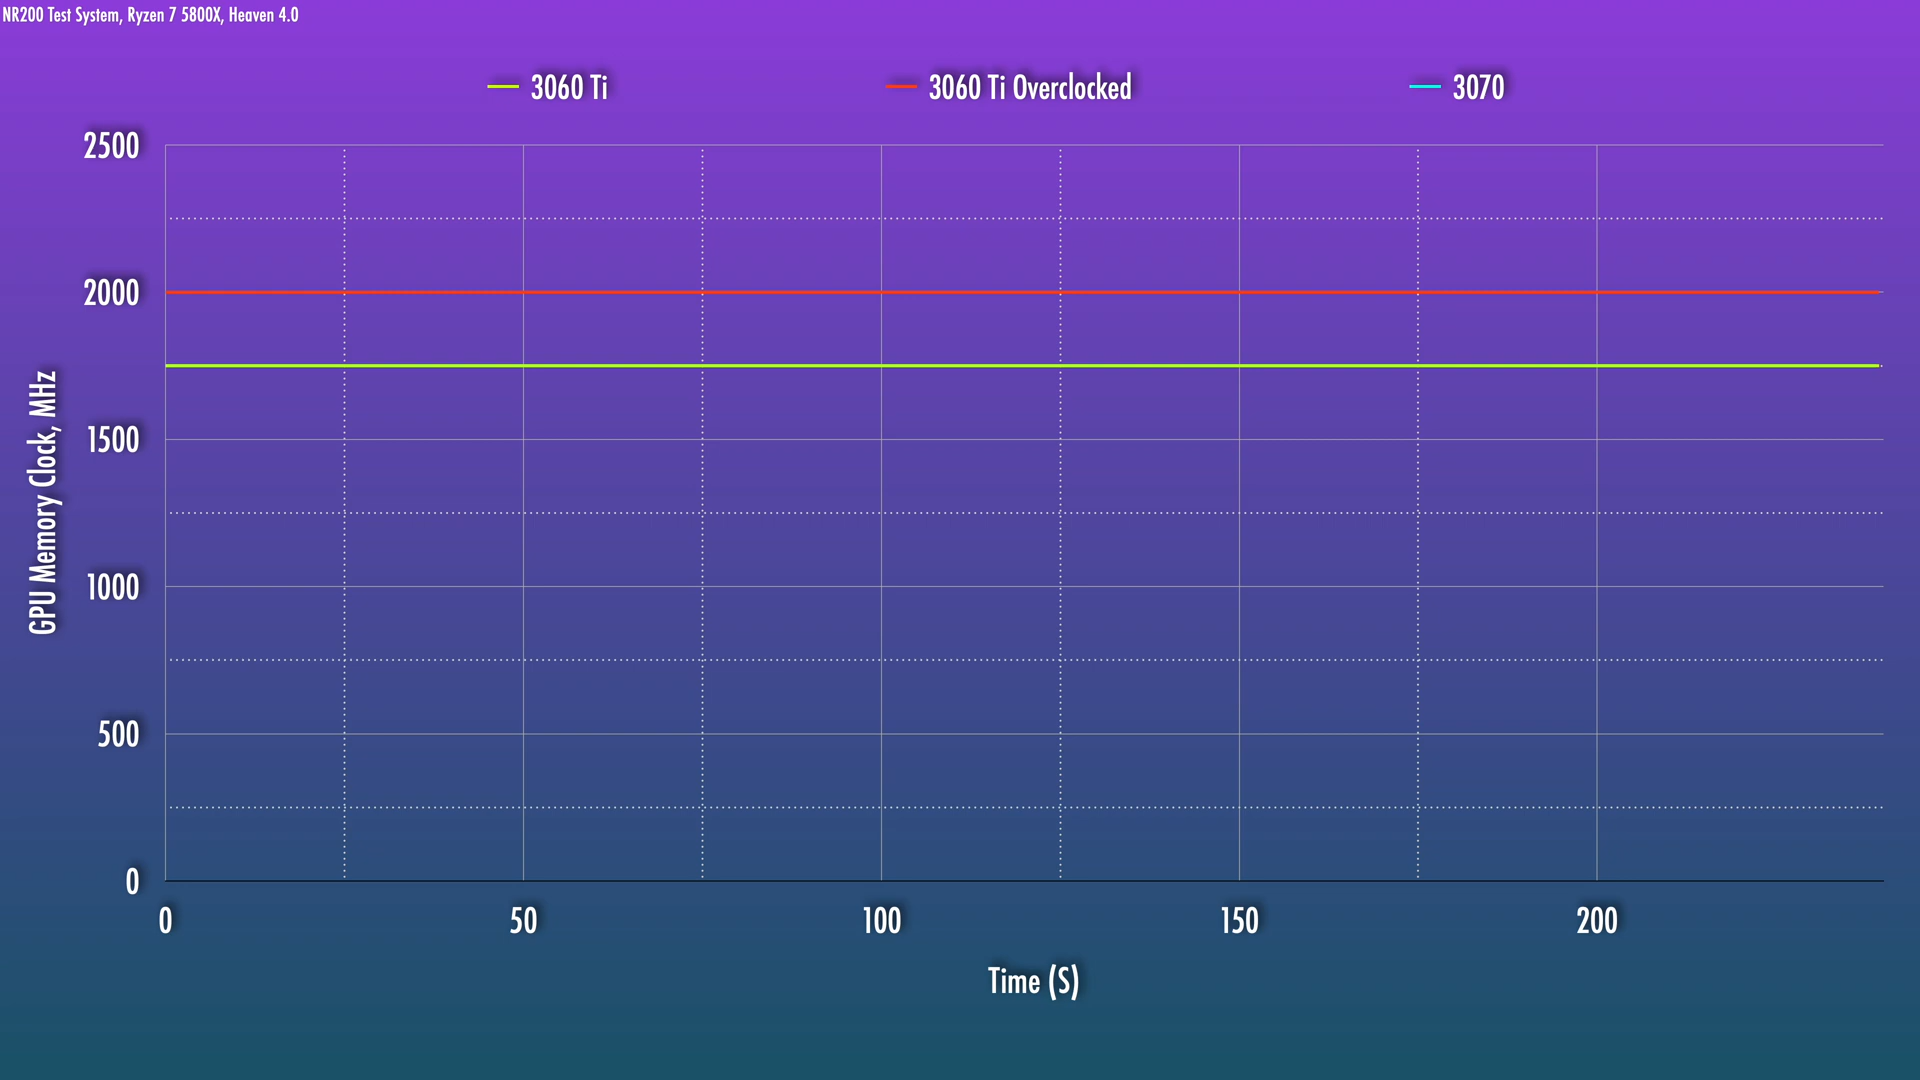 NR200 Test System, Ryzen 7 5800X, Heaven 4.0
3060 Ti
3060 Ti Overclocked
3070
2500
2000
1500
1000
500
0
GPU Memory Clock, MHz
0
50
100
150
200
Time (S)